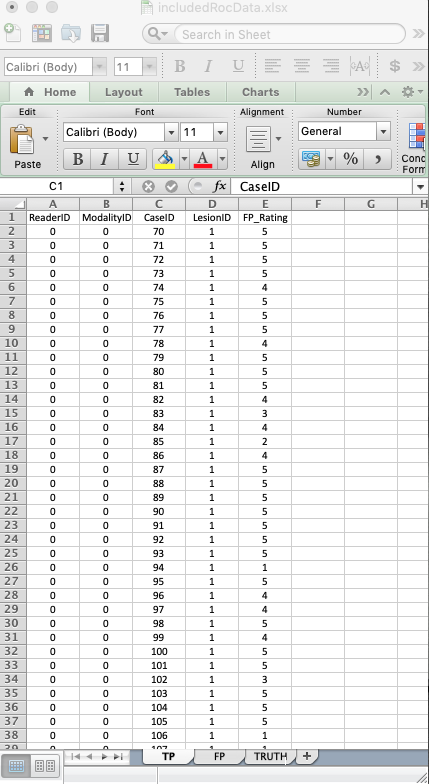 includedRocData.xlsx
Search in Sheet
Calibri (Body) 11 B I U A $
Home Layout Tables Charts
Edit Font Alignment Number
Calibri (Body) 11 General
B I U A % ,
Paste Align Cond
Form
C1 fx CaseID
A B C D E F G H
1 ReaderID ModalityID CaseID LesionID FP_Rating
2 0 0 70 1 5
3 0 0 71 1 5
4 0 0 72 1 5
5 0 0 73 1 5
6 0 0 74 1 4
7 0 0 75 1 5
8 0 0 76 1 5
9 0 0 77 1 5
10 0 0 78 1 4
11 0 0 79 1 5
12 0 0 80 1 5
13 0 0 81 1 5
14 0 0 82 1 4
15 0 0 83 1 3
16 0 0 84 1 4
17 0 0 85 1 2
18 0 0 86 1 4
19 0 0 87 1 5
20 0 0 88 1 5
21 0 0 89 1 5
22 0 0 90 1 5
23 0 0 91 1 5
24 0 0 92 1 5
25 0 0 93 1 5
26 0 0 94 1 1
27 0 0 95 1 5
28 0 0 96 1 4
29 0 0 97 1 4
30 0 0 98 1 5
31 0 0 99 1 4
32 0 0 100 1 5
33 0 0 101 1 5
34 0 0 102 1 3
35 0 0 103 1 5
36 0 0 104 1 5
37 0 0 105 1 5
38 0 0 106 1 1
39 0 0 107 1
TP FP TRUTH